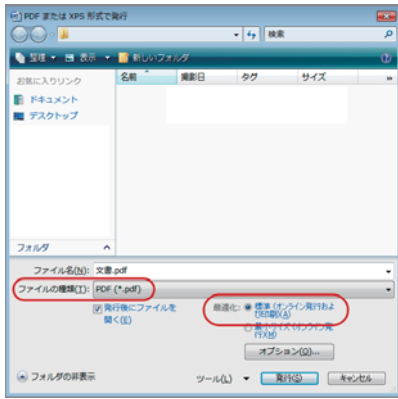 PDF または XPS 形式で発行
検索
整理 表示 新しいフォルダ
お気に入りリンク
名前 撮影日 タグ サイズ »
ドキュメント
デスクトップ
フォルダ
ファイル名(N): 文書.pdf
ファイルの種類(T): PDF (*.pdf)
発行後にファイルを
開く(E)
最適化: 標準 (オンライン発行およ
び印刷)(A)
最小サイズ (オンライン発
行)(M)
オプション(O)...
フォルダの非表示
ツール(L) 発行(S) キャンセル